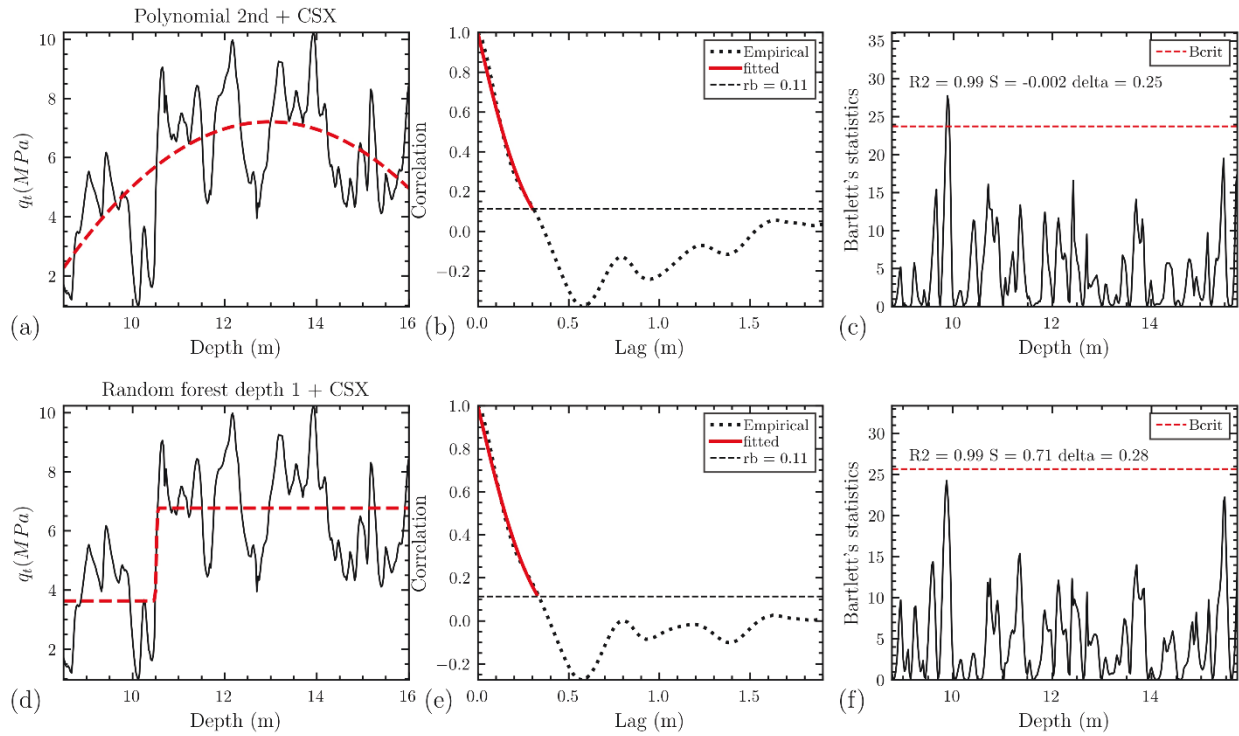 Polynomial 2nd + CSX
10
8
6
4
2
q_t(MPa)
10
12
14
16
Depth (m)
(a)
1.0
0.8
0.6
0.4
0.2
0.0
−0.2
Correlation
0.0
0.5
1.0
1.5
Lag (m)
(b)
Empirical
fitted
rb = 0.11
35
30
25
20
15
10
5
0
Bartlett's statistics
10
12
14
Depth (m)
(c)
Bcrit
R2 = 0.99 S = -0.002 delta = 0.25
Random forest depth 1 + CSX
10
8
6
4
2
q_t(MPa)
10
12
14
16
Depth (m)
(d)
1.0
0.8
0.6
0.4
0.2
0.0
−0.2
Correlation
0.0
0.5
1.0
1.5
Lag (m)
(e)
Empirical
fitted
rb = 0.11
30
25
20
15
10
5
0
Bartlett's statistics
10
12
14
Depth (m)
(f)
Bcrit
R2 = 0.99 S = 0.71 delta = 0.28